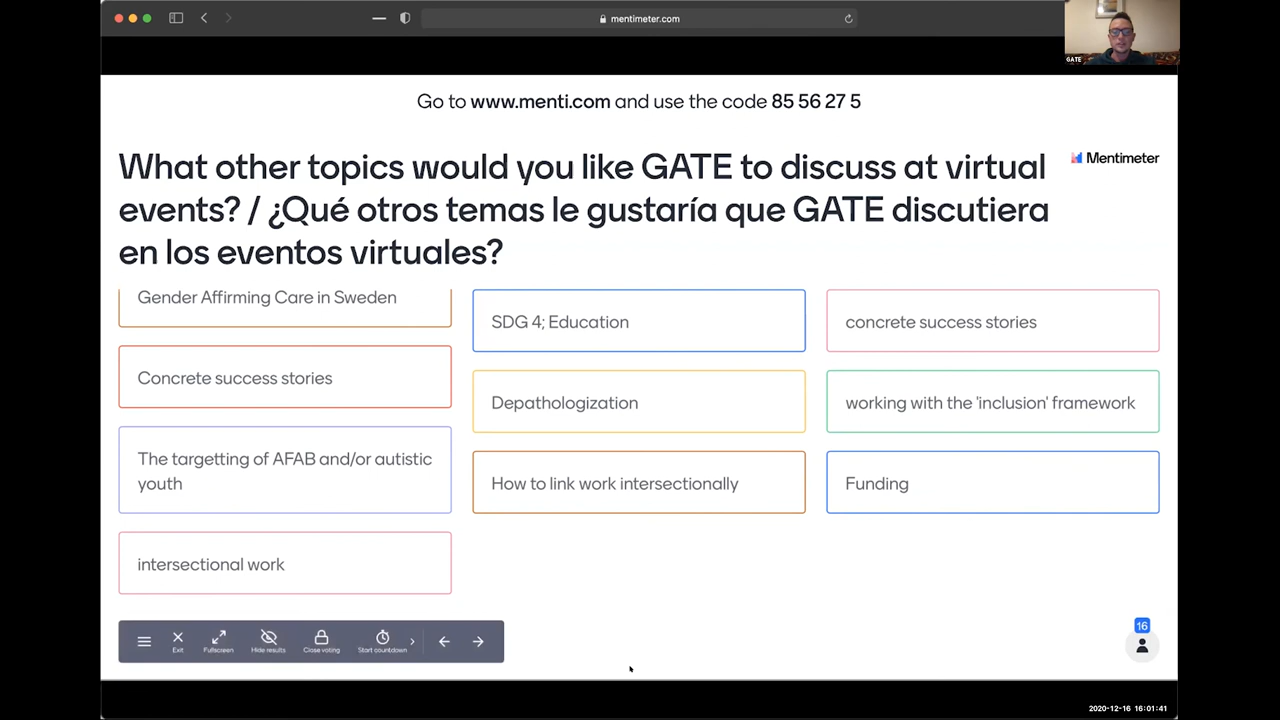 mentimeter.com
GATE
Go to www.menti.com and use the code 85 56 27 5
What other topics would you like GATE to discuss at virtual
events? / ¿Qué otros temas le gustaría que GATE discutiera
en los eventos virtuales?
Mentimeter
Gender Affirming Care in Sweden
Concrete success stories
The targetting of AFAB and/or autistic
youth
intersectional work
SDG 4; Education
Depathologization
How to link work intersectionally
concrete success stories
working with the 'inclusion' framework
Funding
Exit
Fullscreen
Hide results
Close voting
Start countdown
16
2020-12-16 16:01:41